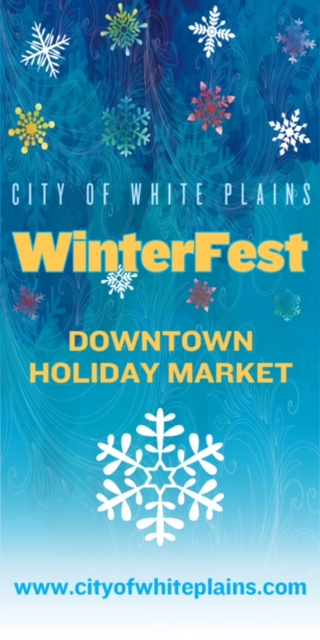 CITY OF WHITE PLAINS
WinterFest
DOWNTOWN
HOLIDAY MARKET
www.cityofwhiteplains.com